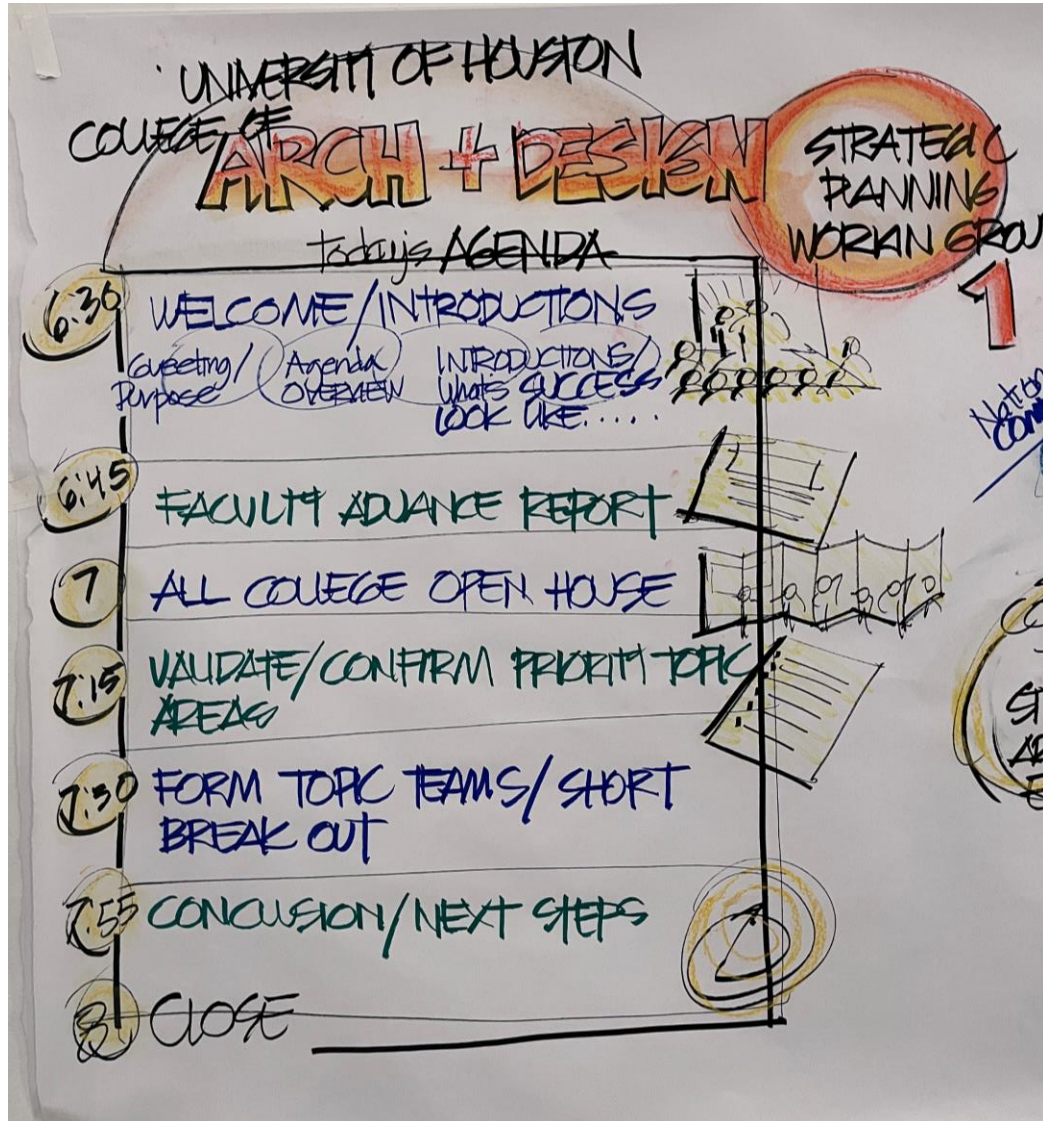 UNIVERSITY OF HOUSTON
COLLEGE OF
ARCH + DESIGN
STRATEGIC
PLANNING
WORKIN GROU
1
today's AGENDA
6:30
WELCOME/INTRODUCTIONS
Greeting/
Purpose
Agenda
OVERVIEW
INTRODUCTIONS/
What's SUCCESS
LOOK LIKE.....
6:45
FACULTY ADVANCE REPORT
7
ALL COLLEGE OPEN HOUSE
7:15
VALIDATE/CONFIRM PRIORITY TOPIC
AREAS
7:30
FORM TOPIC TEAMS/SHORT
BREAK OUT
7:55
CONCLUSION/NEXT STEPS
8
CLOSE